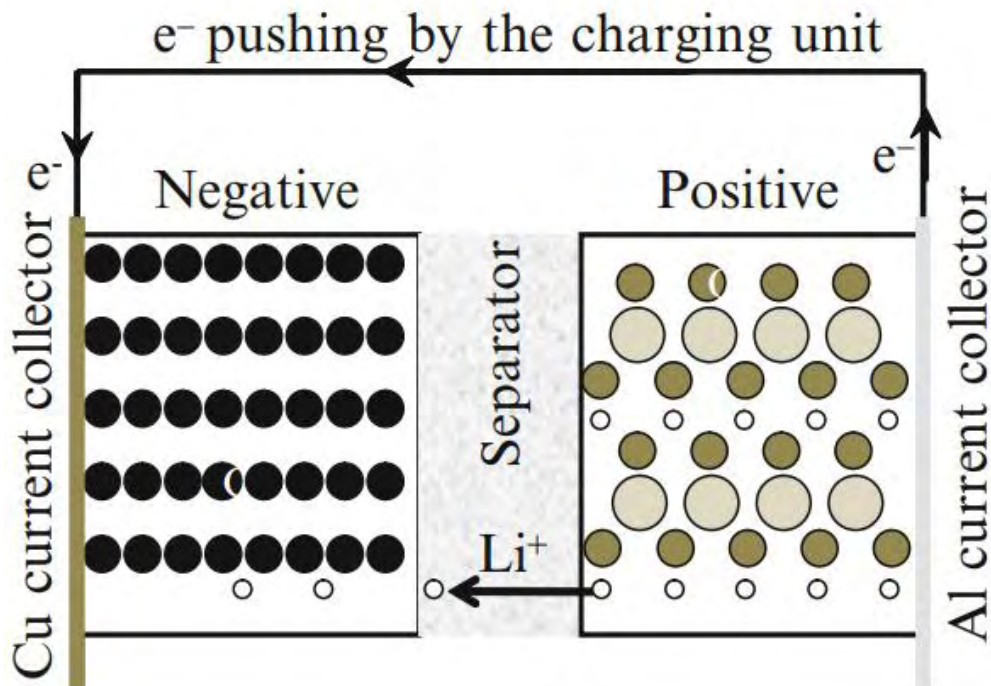 e⁻ pushing by the charging unit
e⁻
e⁻
Negative
Positive
Cu current collector
Separator
Al current collector
Li⁺